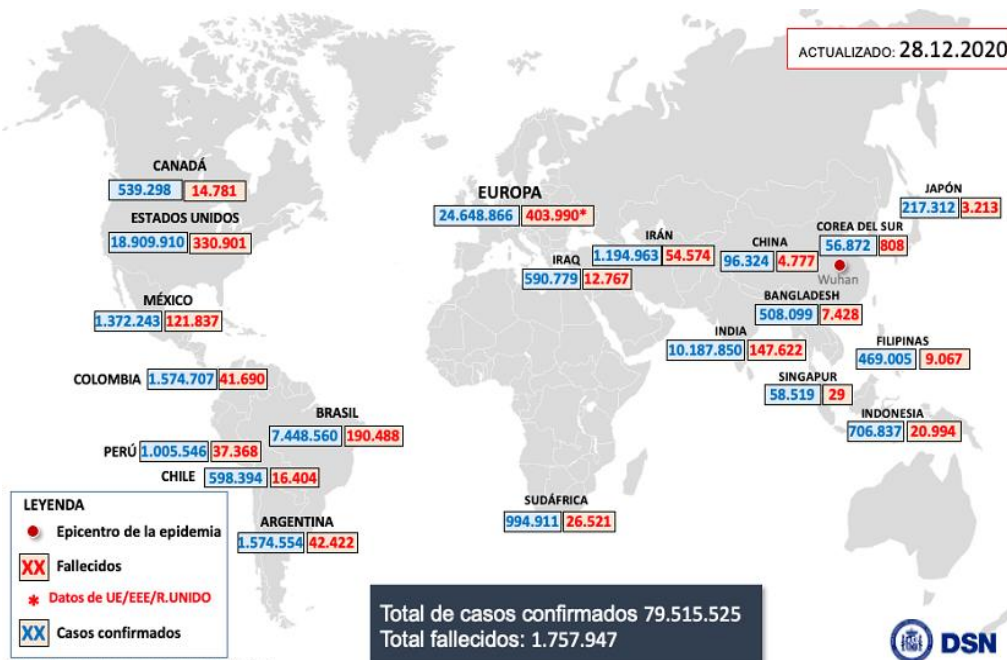 ACTUALIZADO: 28.12.2020
CANADÁ
539.298 14.781
ESTADOS UNIDOS
18.909.910 330.901
MÉXICO
1.372.243 121.837
COLOMBIA 1.574.707 41.690
BRASIL
7.448.560 190.488
PERÚ 1.005.546 37.368
CHILE 598.394 16.404
ARGENTINA
1.574.554 42.422
EUROPA
24.648.866 403.990*
IRÁN
1.194.963 54.574
IRAQ
590.779 12.767
CHINA
96.324 4.777
Wuhan
JAPÓN
217.312 3.213
COREA DEL SUR
56.872 808
BANGLADESH
508.099 7.428
INDIA
10.187.850 147.622
FILIPINAS
469.005 9.067
SINGAPUR
58.519 29
INDONESIA
706.837 20.994
SUDÁFRICA
994.911 26.521
LEYENDA
Epicentro de la epidemia
XX Fallecidos
* Datos de UE/EEE/R.UNIDO
XX Casos confirmados
Total de casos confirmados 79.515.525
Total fallecidos: 1.757.947
DSN